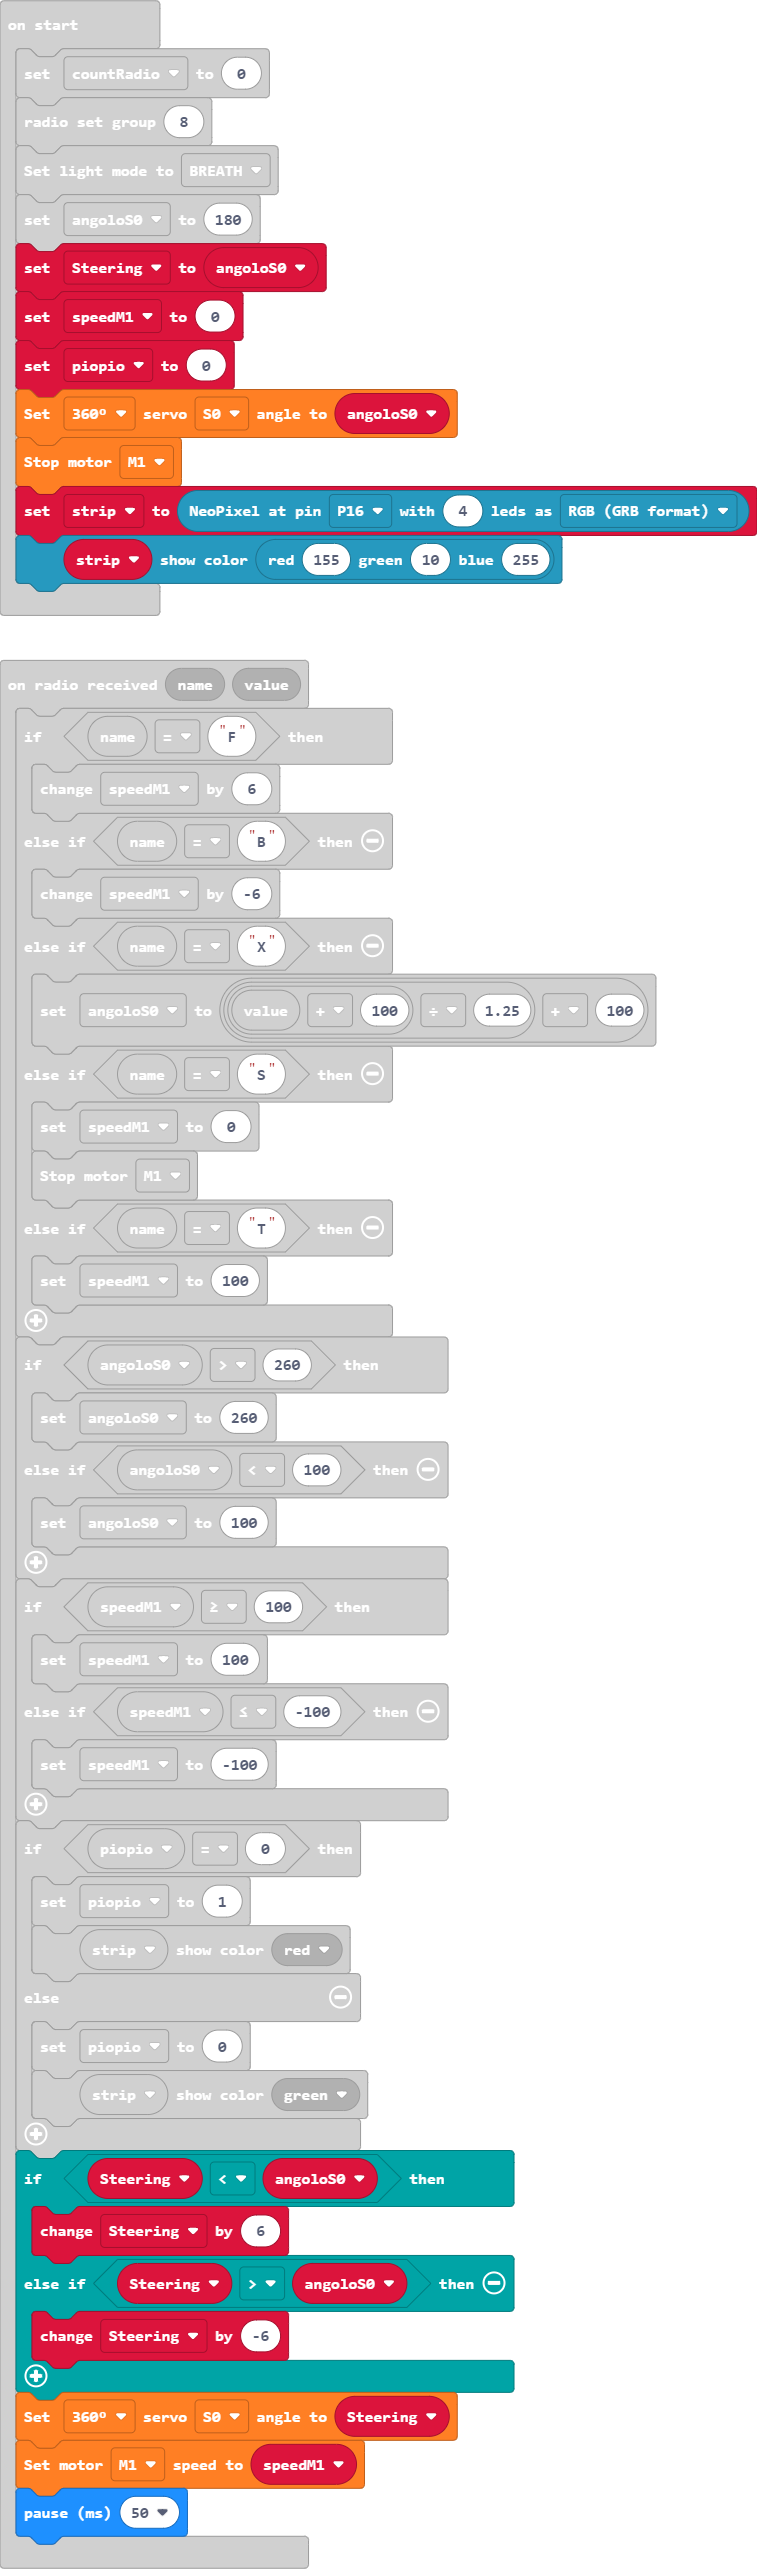 on start
set countRadio to 0
radio set group 8
Set light mode to BREATH
set angoloS0 to 180
set Steering to angoloS0
set speedM1 to 0
set piopio to 0
Set 360º servo S0 angle to angoloS0
Stop motor M1
set strip to NeoPixel at pin P16 with 4 leds as RGB (GRB format)
strip show color red 155 green 10 blue 255
on radio received name value
if name = "F" then
change speedM1 by 6
else if name = "B" then
change speedM1 by -6
else if name = "X" then
set angoloS0 to value + 100 ÷ 1.25 + 100
else if name = "S" then
set speedM1 to 0
Stop motor M1
else if name = "T" then
set speedM1 to 100
if angoloS0 > 260 then
set angoloS0 to 260
else if angoloS0 < 100 then
set angoloS0 to 100
if speedM1 ≥ 100 then
set speedM1 to 100
else if speedM1 ≤ -100 then
set speedM1 to -100
if piopio = 0 then
set piopio to 1
strip show color red
else
set piopio to 0
strip show color green
if Steering < angoloS0 then
change Steering by 6
else if Steering > angoloS0 then
change Steering by -6
Set 360º servo S0 angle to Steering
Set motor M1 speed to speedM1
pause (ms) 50